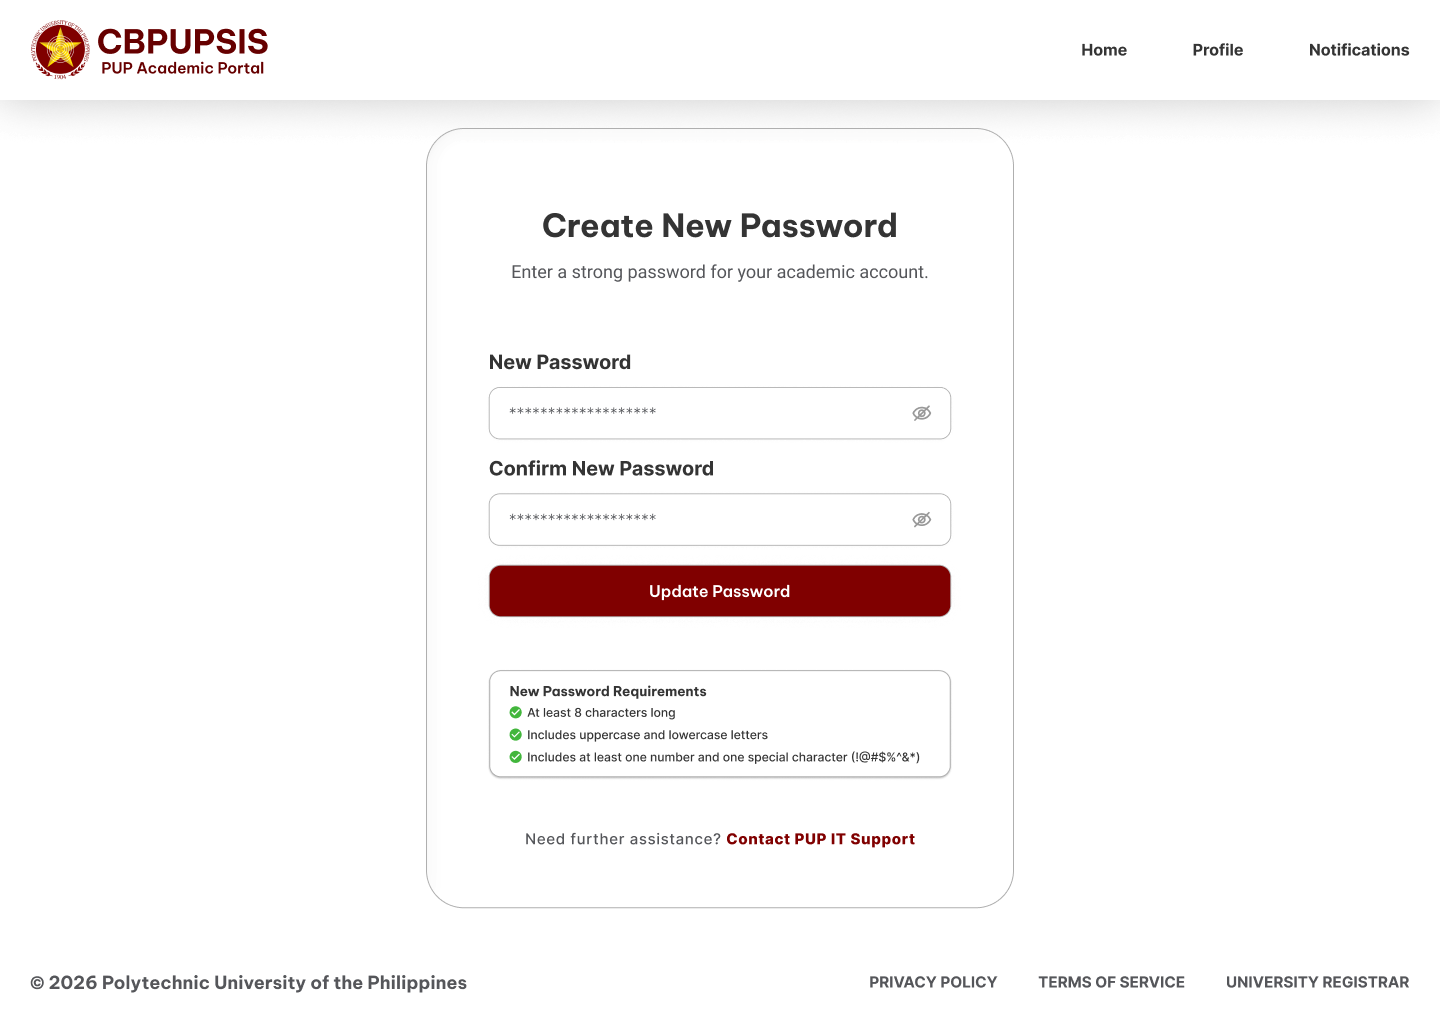 CBPUPSIS
PUP Academic Portal
1904
Home
Profile
Notifications
Create New Password
Enter a strong password for your academic account.
New Password
*******************
Confirm New Password
*******************
Update Password
New Password Requirements
At least 8 characters long
Includes uppercase and lowercase letters
Includes at least one number and one special character (!@#$%^&*)
Need further assistance? Contact PUP IT Support
© 2026 Polytechnic University of the Philippines
PRIVACY POLICY
TERMS OF SERVICE
UNIVERSITY REGISTRAR